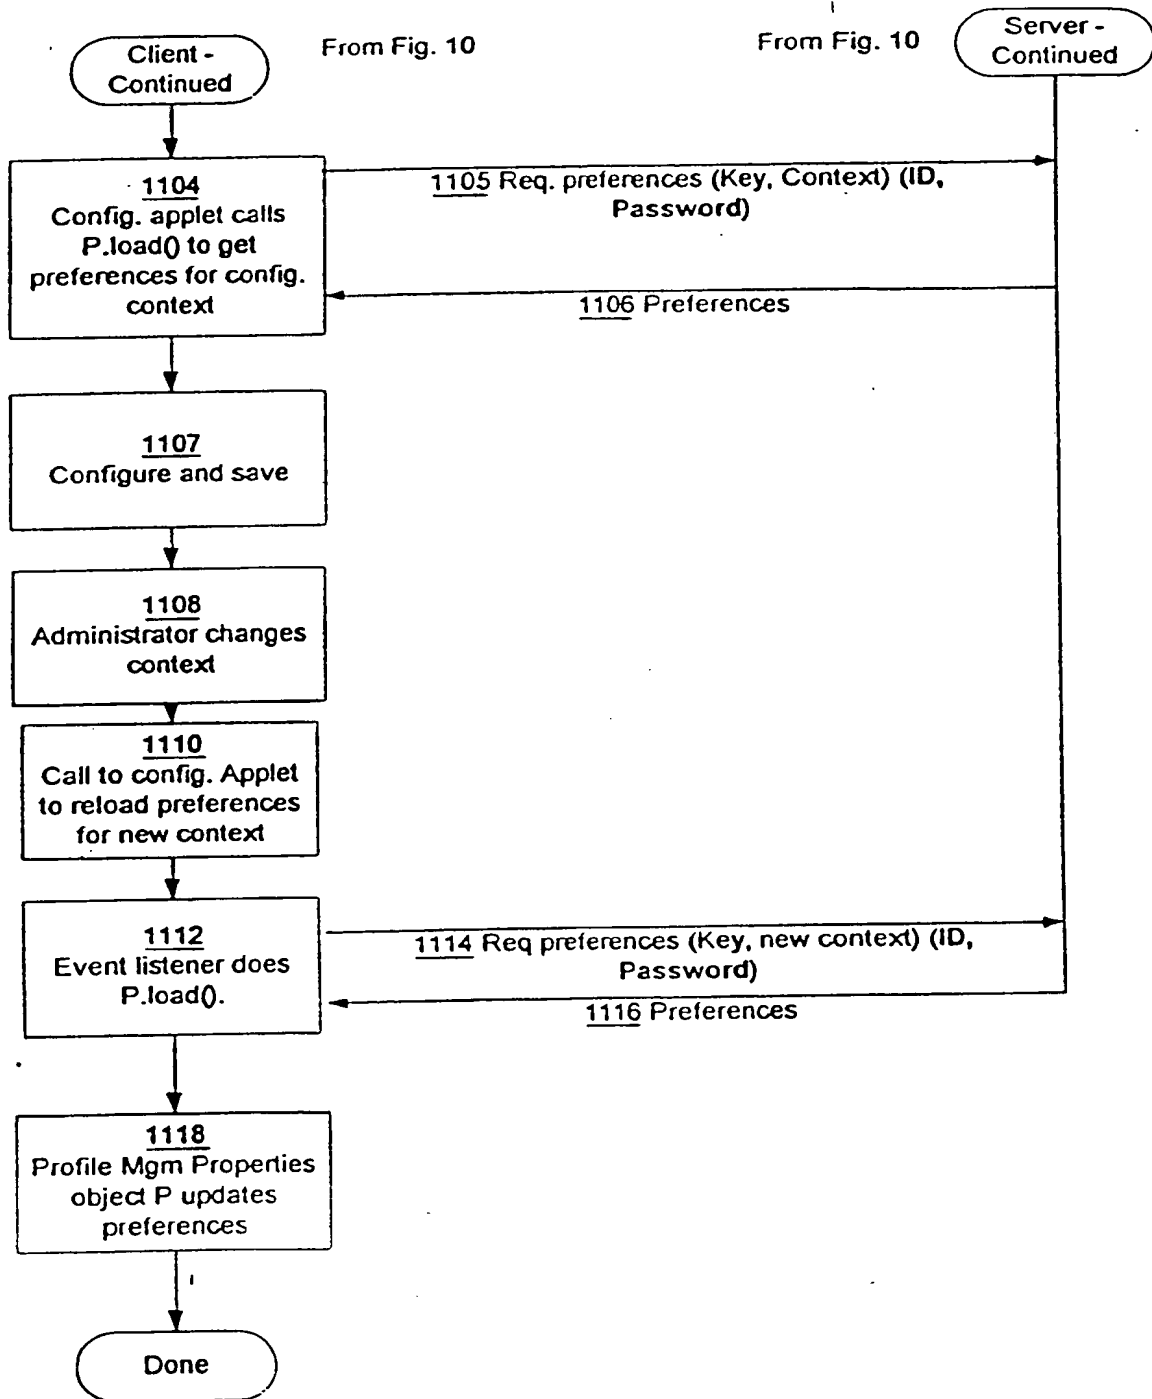 Client -
Continued
From Fig. 10
From Fig. 10
Server -
Continued
1104
Config. applet calls
P.load() to get
preferences for config.
context
1105 Req. preferences (Key, Context) (ID,
Password)
1106 Preferences
1107
Configure and save
1108
Administrator changes
context
1110
Call to config. Applet
to reload preferences
for new context
1112
Event listener does
P.load().
1114 Req preferences (Key, new context) (ID,
Password)
1116 Preferences
1118
Profile Mgm Properties
object P updates
preferences
Done